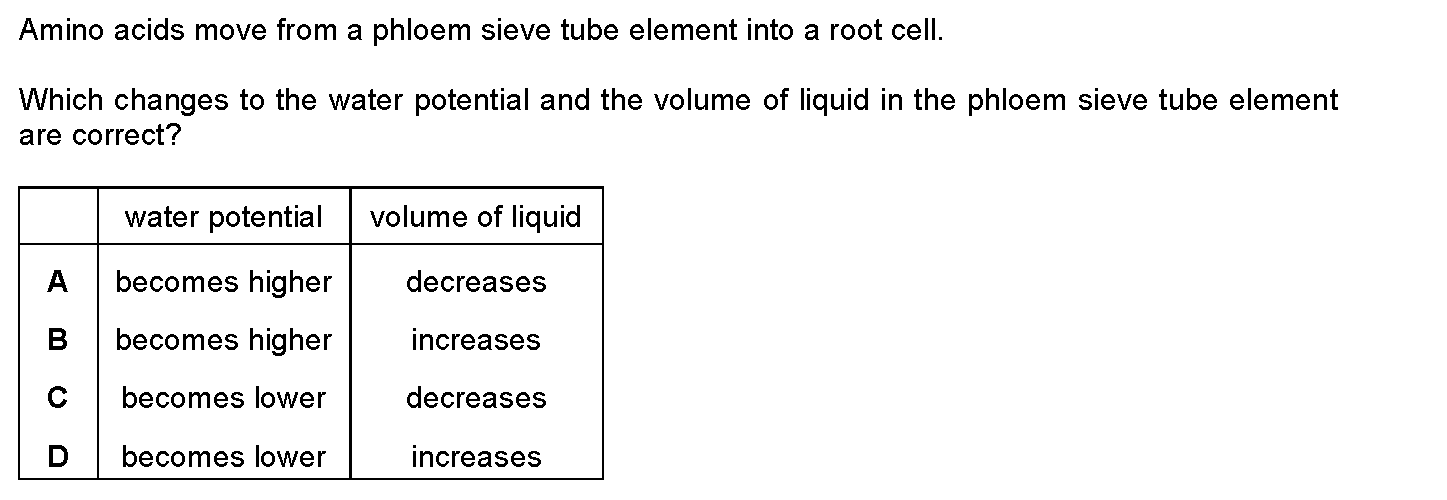 Amino acids move from a phloem sieve tube element into a root cell.
Which changes to the water potential and the volume of liquid in the phloem sieve tube element
are correct?
water potential volume of liquid
A becomes higher decreases
B becomes higher increases
C becomes lower decreases
D becomes lower increases